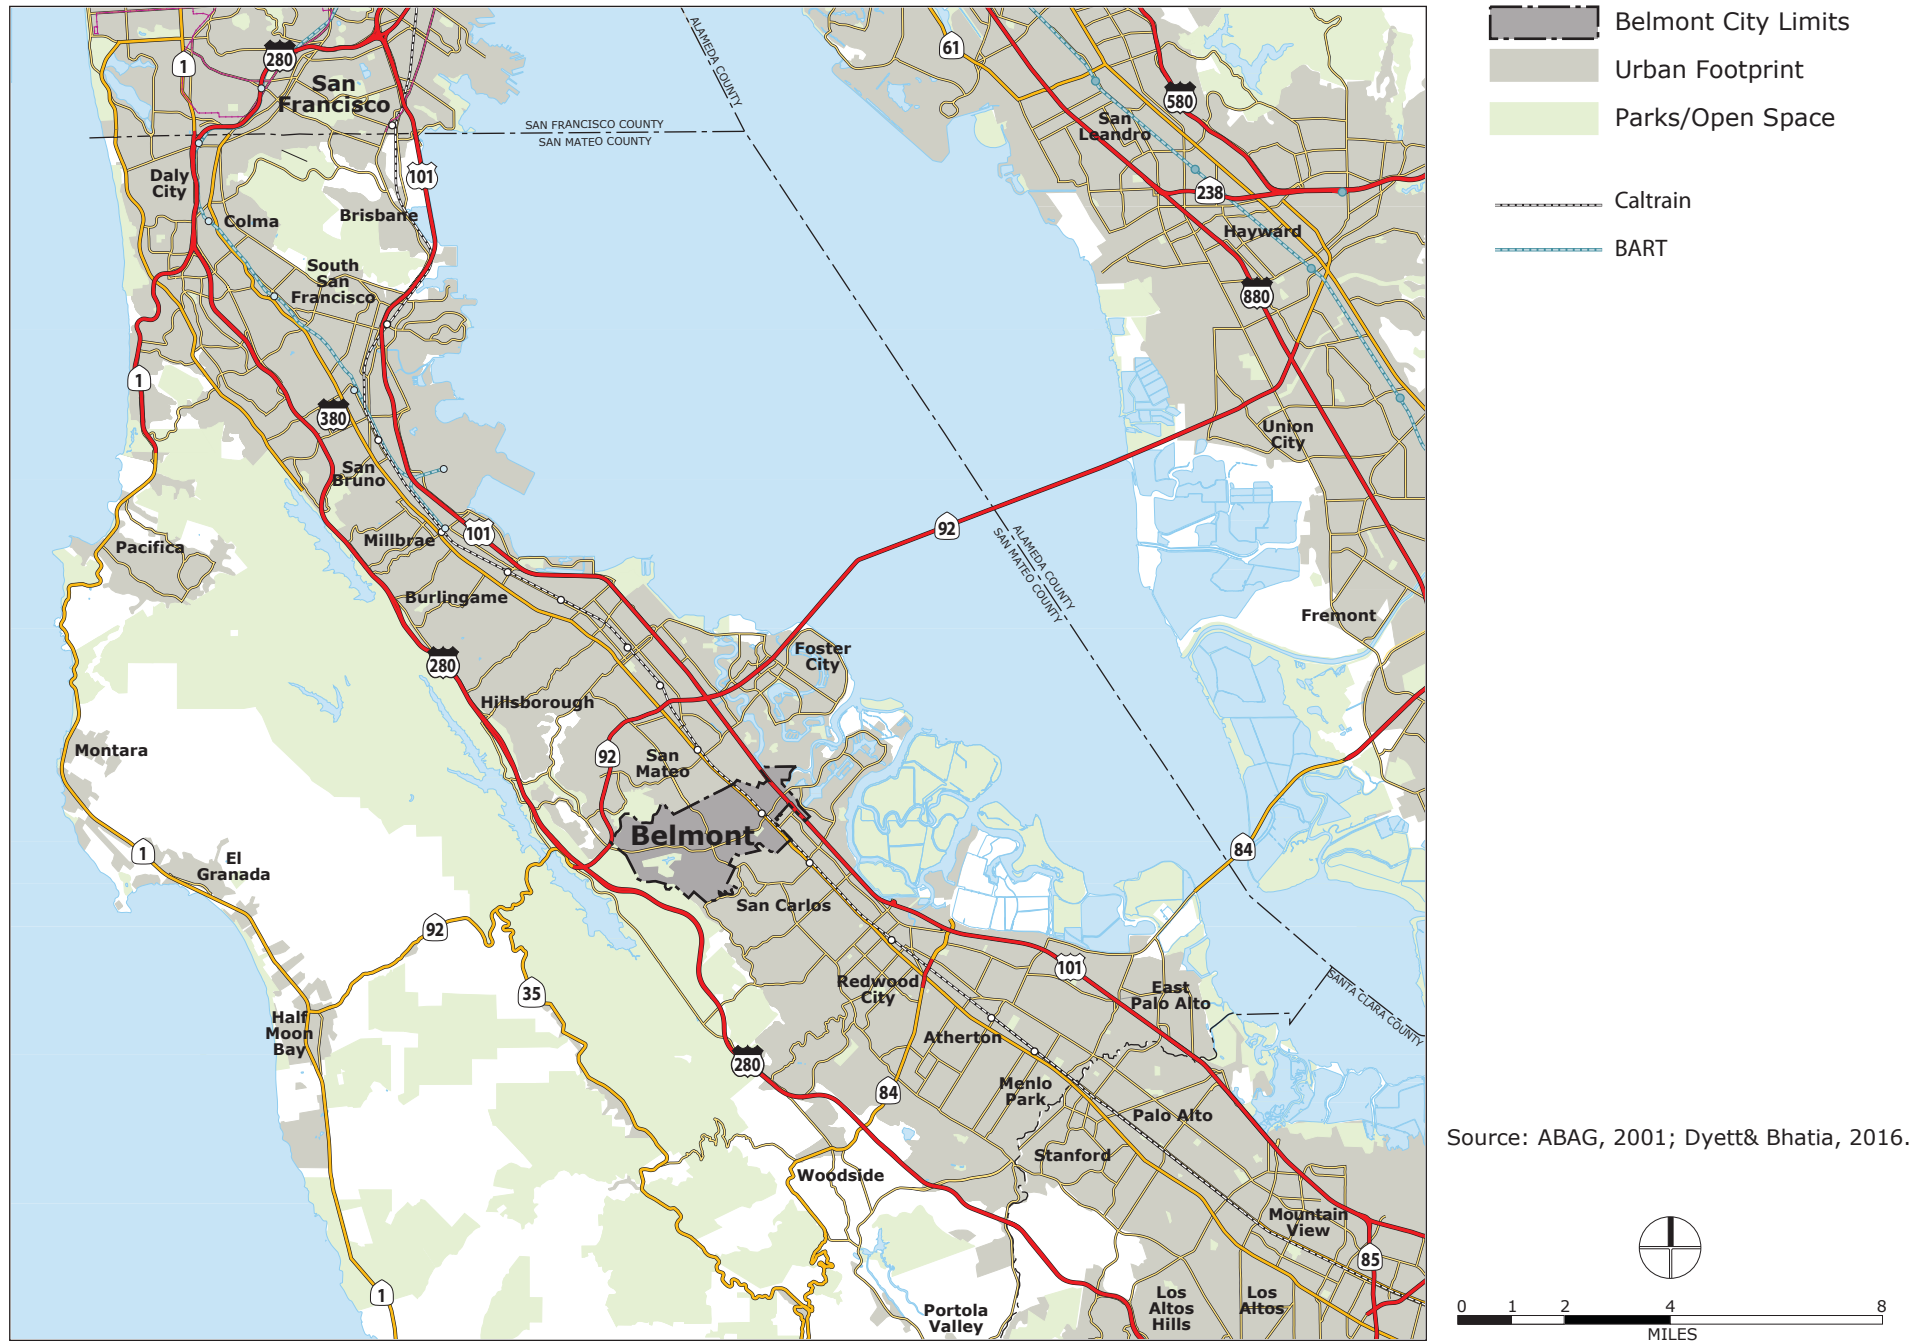 Belmont City Limits
Urban Footprint
Parks/Open Space
Caltrain
BART
1
280
San
Francisco
61
ALAMEDA COUNTY
580
San
Leandro
SAN FRANCISCO COUNTY
SAN MATEO COUNTY
Daly
City
101
238
Colma
Brisbane
Hayward
South
San
Francisco
880
1
380
Union
City
San
Bruno
92
101
Millbrae
Pacifica
ALAMEDA COUNTY
SAN MATEO COUNTY
Burlingame
Fremont
280
Foster
City
Hillsborough
Montara
92
San
Mateo
Belmont
1
El
Granada
84
San Carlos
92
101
Redwood
City
35
East
Palo Alto
SANTA CLARA COUNTY
Half
Moon
Bay
Atherton
280
84
Menlo
Park
Palo Alto
Stanford
Woodside
Mountain
View
85
1
Portola
Valley
Los
Altos
Hills
Los
Altos
Source: ABAG, 2001; Dyett& Bhatia, 2016.
0 1 2 4 8
MILES